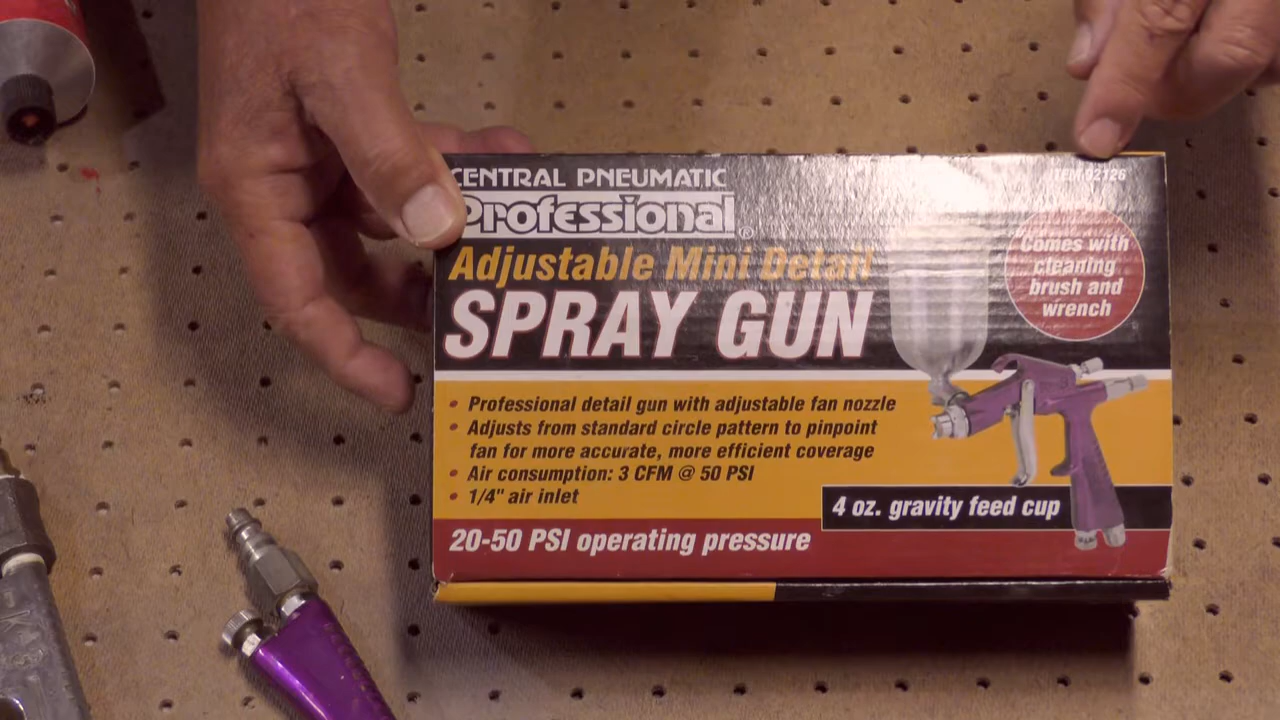 CENTRAL PNEUMATIC
Professional®
ITEM 92126
Adjustable Mini Detail
SPRAY GUN
Comes with
cleaning
brush and
wrench
• Professional detail gun with adjustable fan nozzle
• Adjusts from standard circle pattern to pinpoint
fan for more accurate, more efficient coverage
• Air consumption: 3 CFM @ 50 PSI
• 1/4" air inlet
4 oz. gravity feed cup
20-50 PSI operating pressure